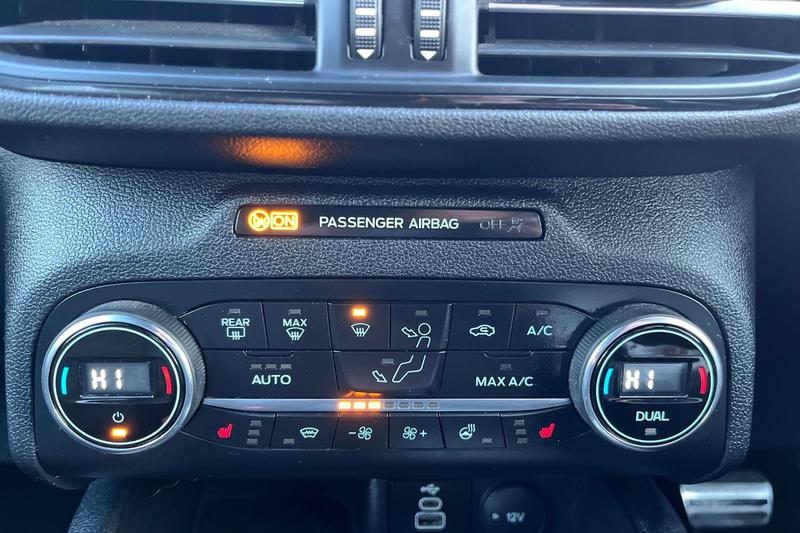 ON PASSENGER AIRBAG OFF
REAR
MAX
A/C
HI
AUTO
MAX A/C
HI
DUAL
- +
12V